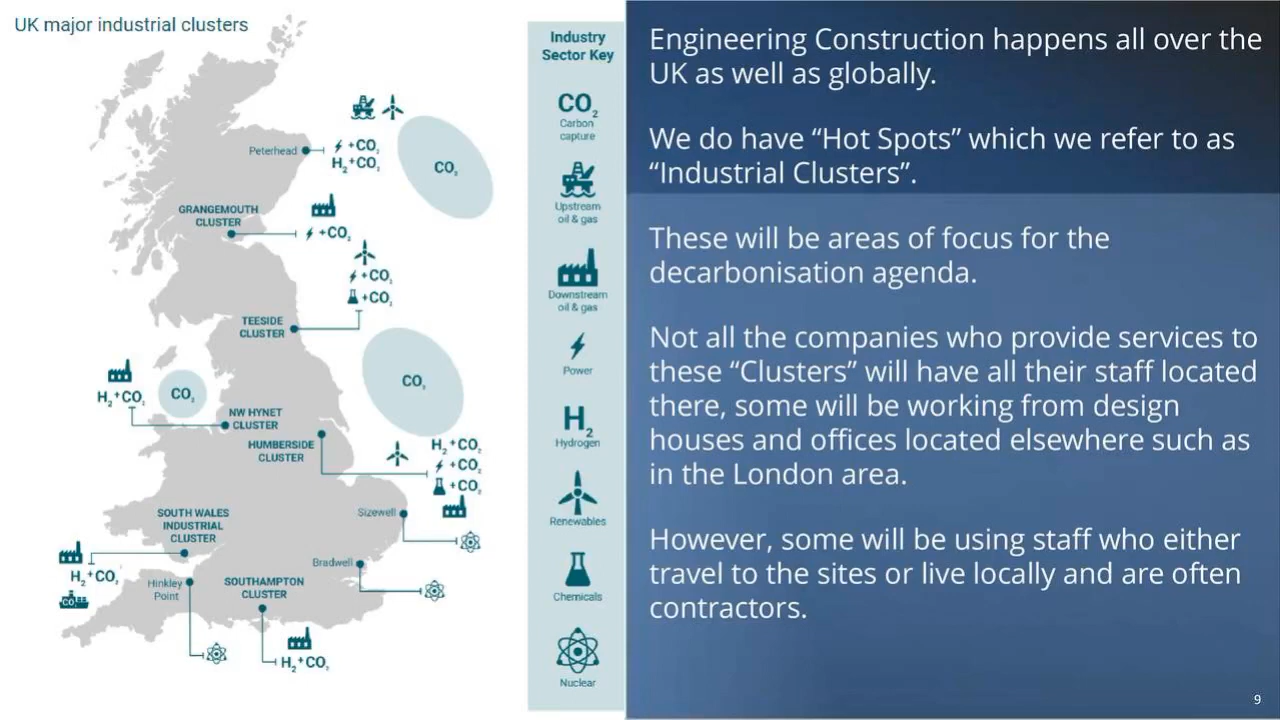 UK major industrial clusters
Peterhead
+CO₂
H₂+CO₂
CO₂
GRANGEMOUTH
CLUSTER
+CO₂
+CO₂
+CO₂
TEESIDE
CLUSTER
CO₂
H₂+CO₂
CO₂
NW HYNET
CLUSTER
HUMBERSIDE
CLUSTER
H₂+CO₂
+CO₂
+CO₂
SOUTH WALES
INDUSTRIAL
CLUSTER
Sizewell
H₂+CO₂
CO₂
Hinkley
Point
Bradwell
SOUTHAMPTON
CLUSTER
H₂+CO₂
Industry
Sector Key
CO₂
Carbon
capture
Upstream
oil & gas
Downstream
oil & gas
Power
H₂
Hydrogen
Renewables
Chemicals
Nuclear
Engineering Construction happens all over the
UK as well as globally.
We do have “Hot Spots” which we refer to as
“Industrial Clusters”.
These will be areas of focus for the
decarbonisation agenda.
Not all the companies who provide services to
these “Clusters” will have all their staff located
there, some will be working from design
houses and offices located elsewhere such as
in the London area.
However, some will be using staff who either
travel to the sites or live locally and are often
contractors.
9